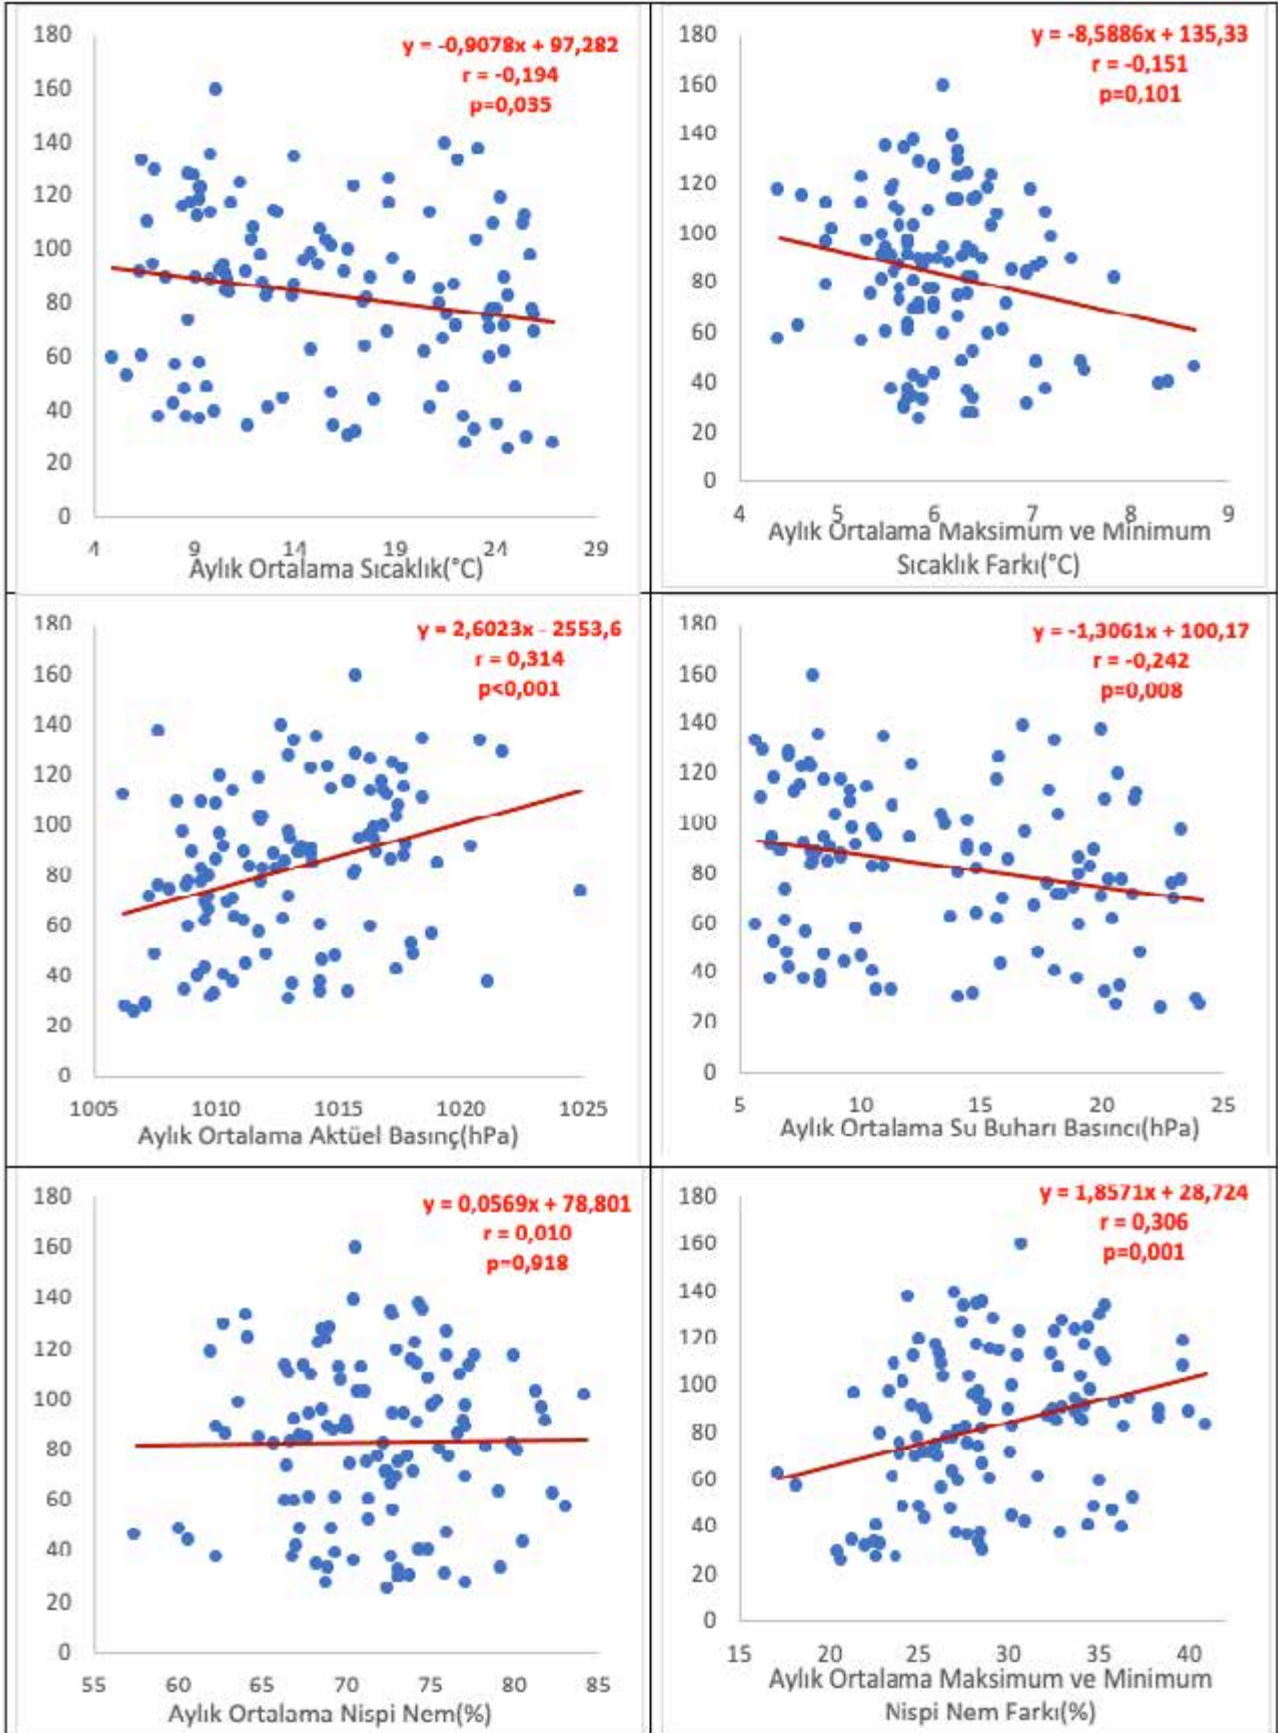 180
160
140
120
100
80
60
40
20
0
y = -0,9078x + 97,282
r = -0,194
p=0,035
4 9 14 19 24 29
Aylık Ortalama Sıcaklık(°C)
180
160
140
120
100
80
60
40
20
0
y = -8,5886x + 135,33
r = -0,151
p=0,101
4 5 6 7 8 9
Aylık Ortalama Maksimum ve Minimum
Sıcaklık Farkı(°C)
180
160
140
120
100
80
60
40
20
0
y = 2,6023x - 2553,6
r = 0,314
p<0,001
1005 1010 1015 1020 1025
Aylık Ortalama Aktüel Basınç(hPa)
180
160
140
120
100
80
60
40
20
0
y = -1,3061x + 100,17
r = -0,242
p=0,008
5 10 15 20 25
Aylık Ortalama Su Buharı Basıncı(hPa)
180
160
140
120
100
80
60
40
20
0
y = 0,0569x + 78,801
r = 0,010
p=0,918
55 60 65 70 75 80 85
Aylık Ortalama Nispi Nem(%)
180
160
140
120
100
80
60
40
20
0
y = 1,8571x + 28,724
r = 0,306
p=0,001
15 20 25 30 35 40
Aylık Ortalama Maksimum ve Minimum
Nispi Nem Farkı(%)